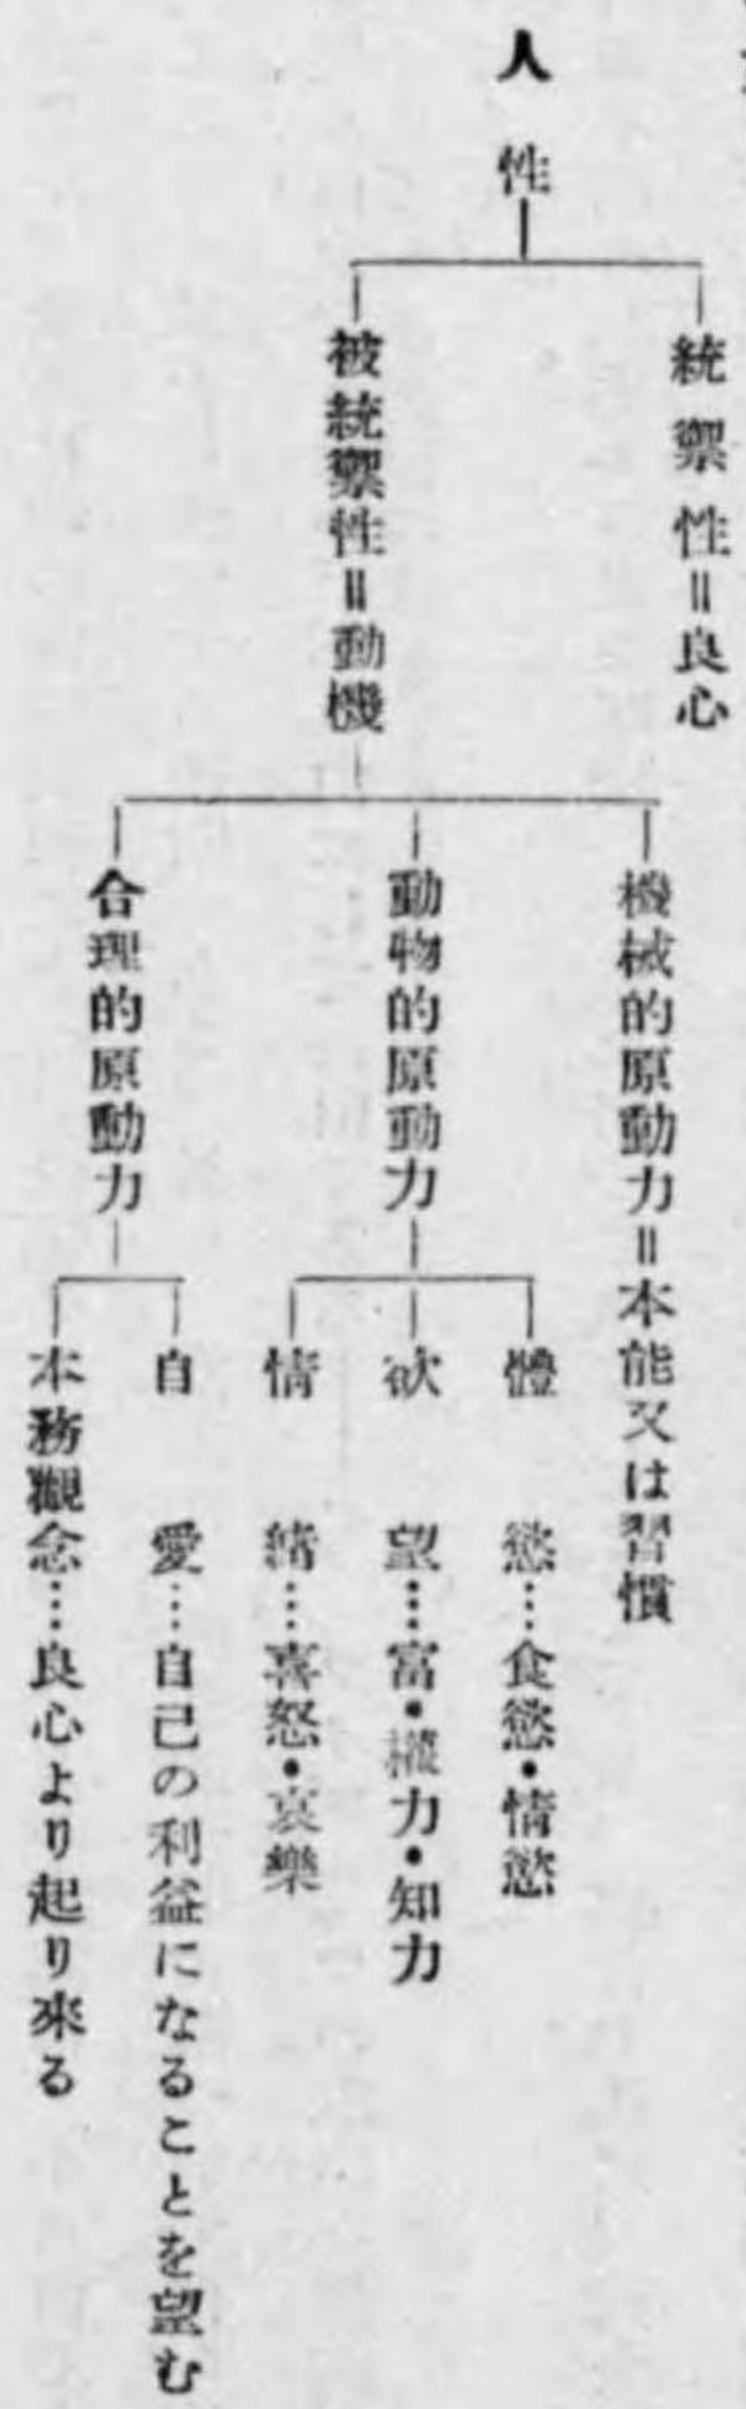 人性
統禦性＝良心
被統禦性＝動機
機械的原動力＝本能又は習慣
動物的原動力
體慾…食慾・情慾
欲望…富・權力・知力
情緖…喜怒・哀樂
合理的原動力
自愛…自己の利益になることを望む
本務觀念…良心より起り來る